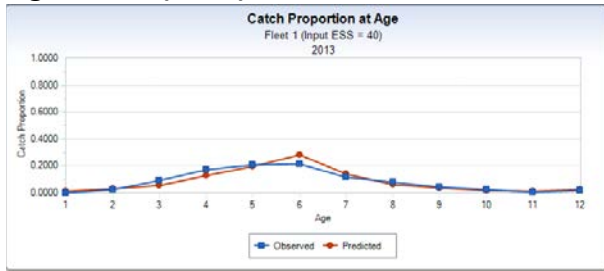 Catch Proportion at Age
Fleet 1 (Input ESS = 40)
2013
1.0000
0.8000
0.6000
0.4000
0.2000
0.0000
Catch Proportion
1 2 3 4 5 6 7 8 9 10 11 12
Age
Observed Predicted